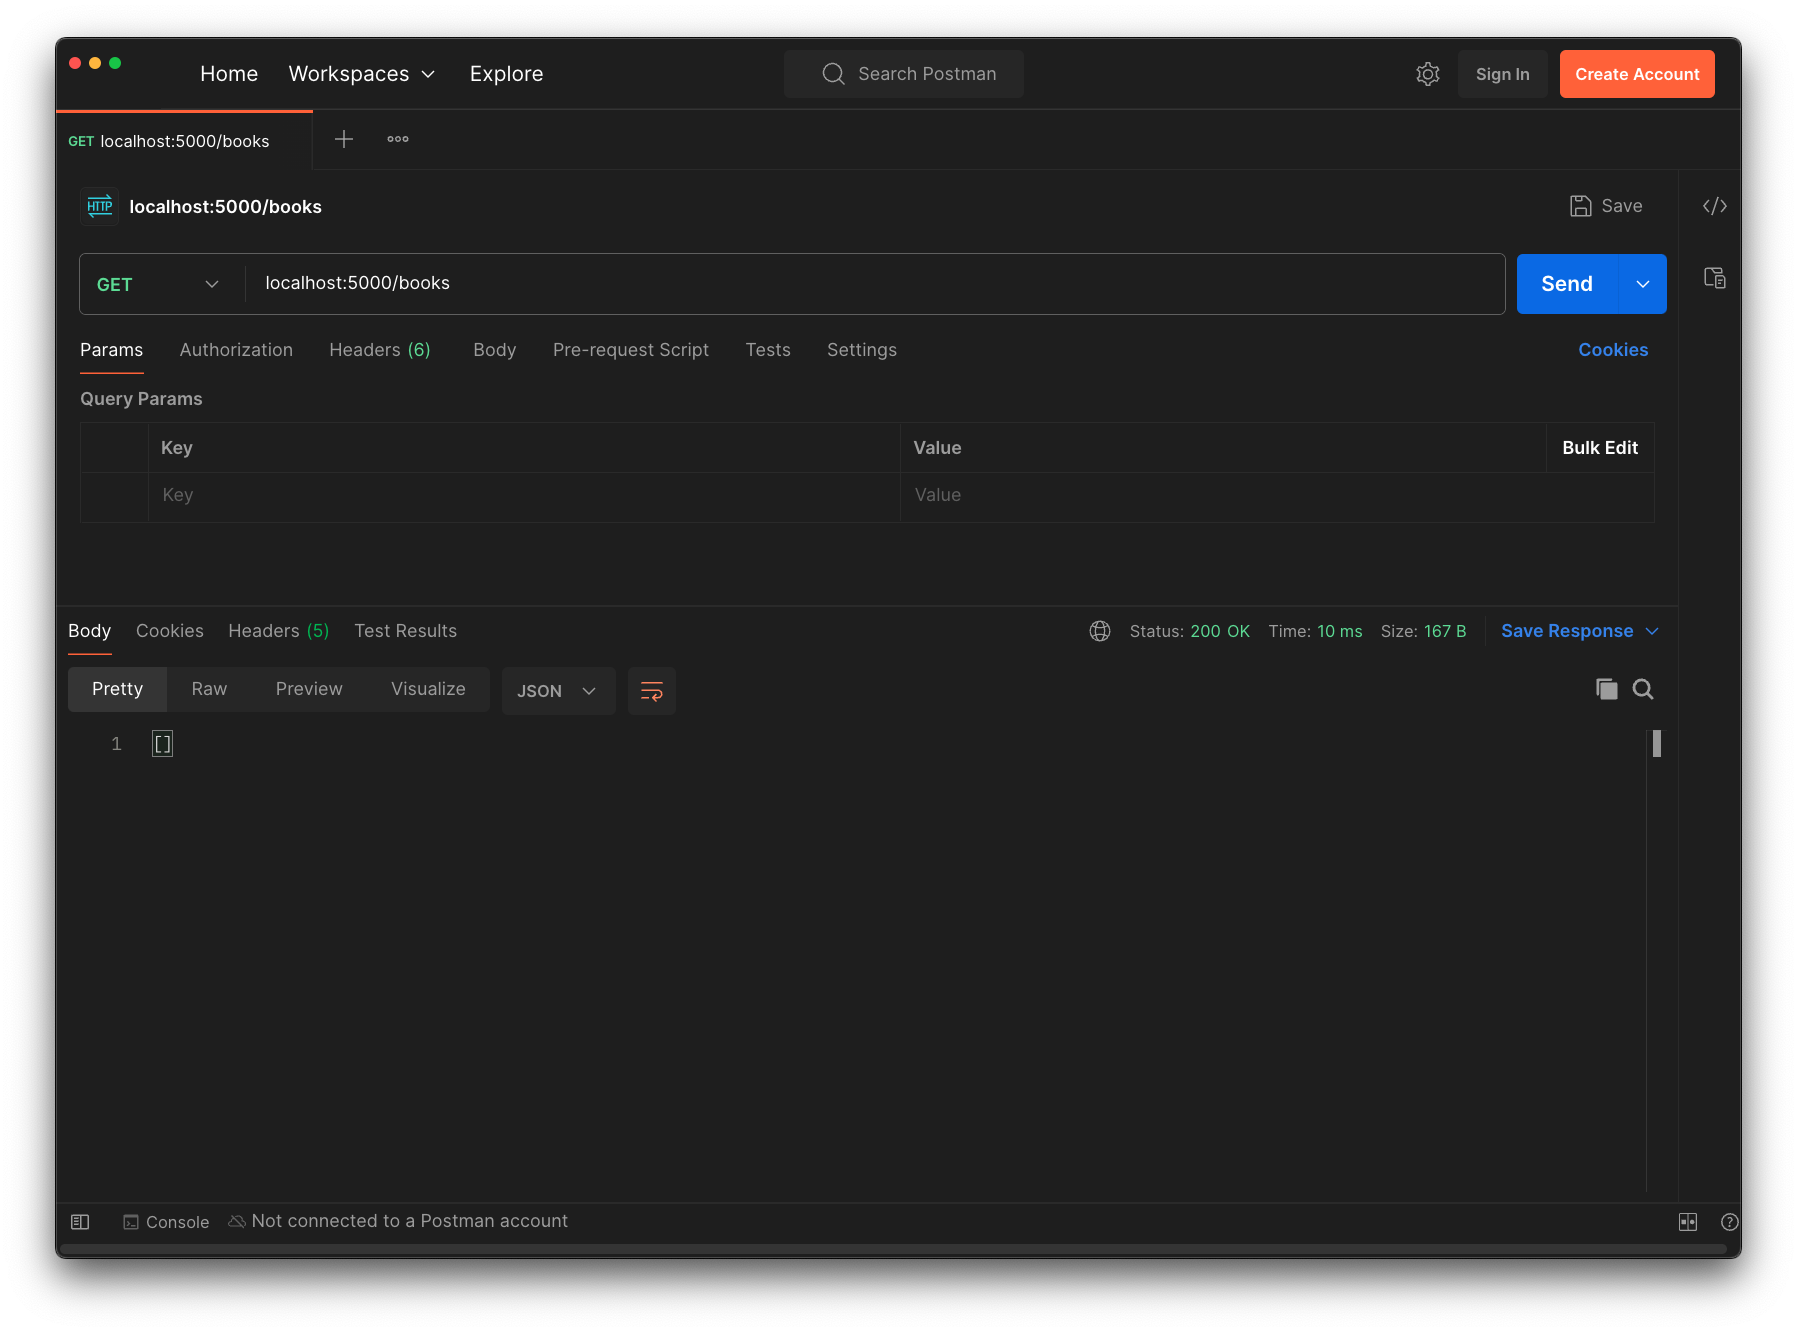 Home Workspaces Explore Search Postman Sign In Create Account
GET localhost:5000/books
HTTP localhost:5000/books Save
GET localhost:5000/books Send
Params Authorization Headers (6) Body Pre-request Script Tests Settings Cookies
Query Params
Key Value Bulk Edit
Key Value
Body Cookies Headers (5) Test Results Status: 200 OK Time: 10 ms Size: 167 B Save Response
Pretty Raw Preview Visualize JSON
1 []
Console Not connected to a Postman account